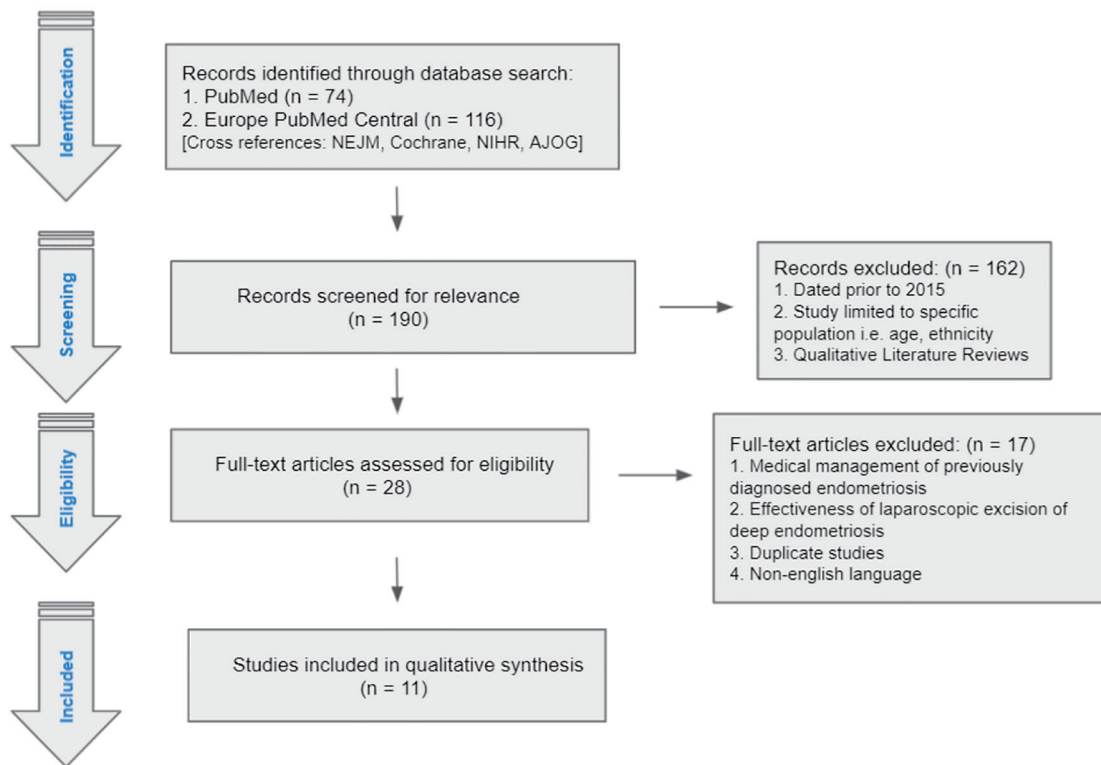 Identification
Records identified through database search:
1. PubMed (n = 74)
2. Europe PubMed Central (n = 116)
[Cross references: NEJM, Cochrane, NIHR, AJOG]
Screening
Records screened for relevance
(n = 190)
Records excluded: (n = 162)
1. Dated prior to 2015
2. Study limited to specific
population i.e. age, ethnicity
3. Qualitative Literature Reviews
Eligibility
Full-text articles assessed for eligibility
(n = 28)
Full-text articles excluded: (n = 17)
1. Medical management of previously
diagnosed endometriosis
2. Effectiveness of laparoscopic excision of
deep endometriosis
3. Duplicate studies
4. Non-english language
Included
Studies included in qualitative synthesis
(n = 11)